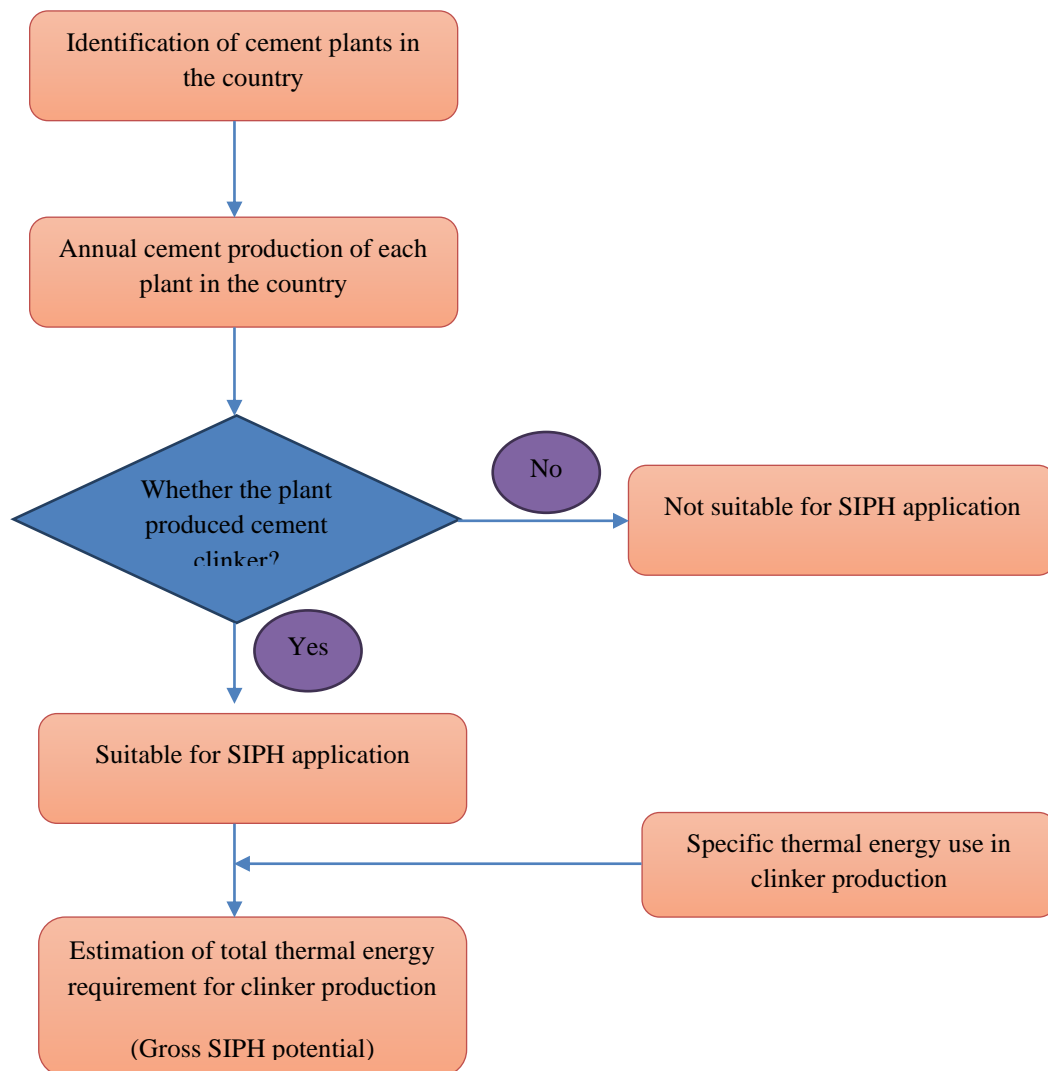 Identification of cement plants in
the country
Annual cement production of each
plant in the country
Whether the plant
produced cement
clinker?
No
Not suitable for SIPH application
Yes
Suitable for SIPH application
Specific thermal energy use in
clinker production
Estimation of total thermal energy
requirement for clinker production
(Gross SIPH potential)